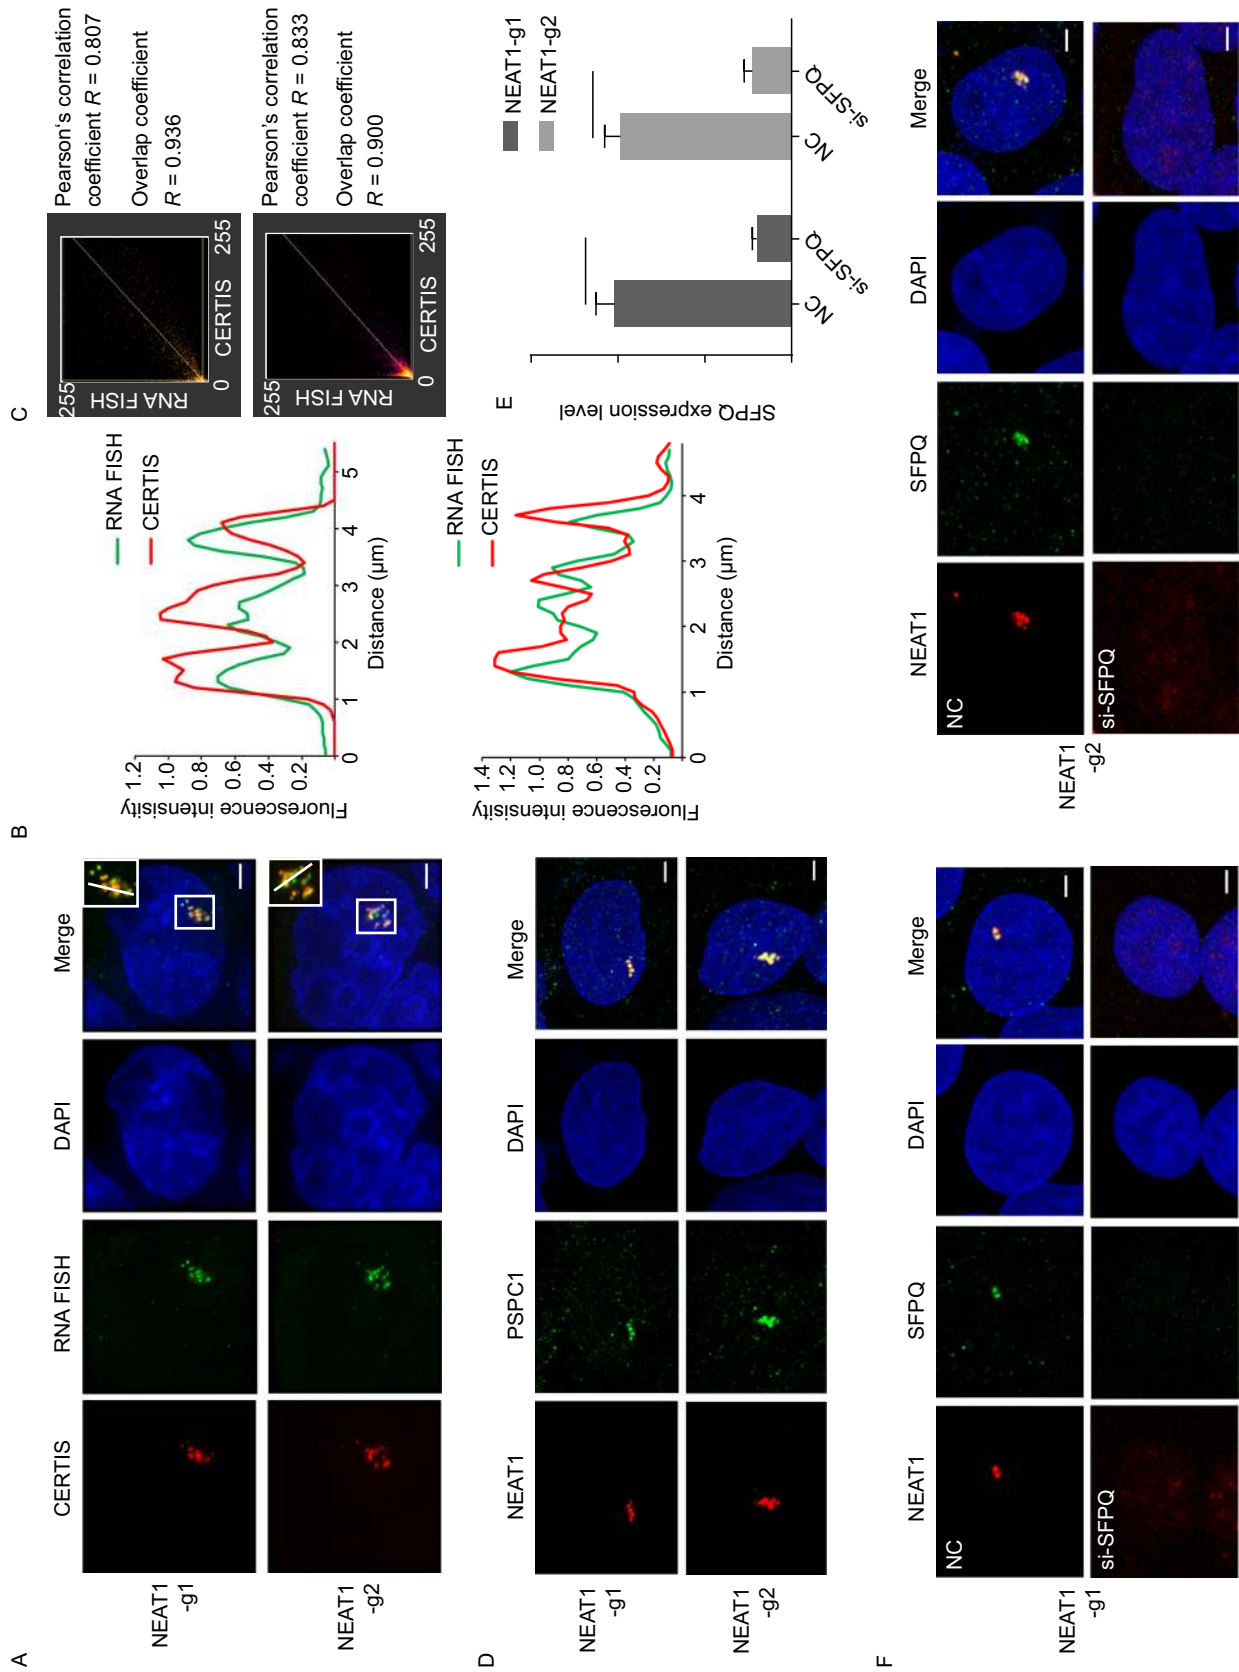 A
CERTIS
RNA FISH
DAPI
Merge
NEAT1
-g1
NEAT1
-g2
B
Fluorescence intensisity
1.2
1.0
0.8
0.6
0.4
0.2
0
1
2
3
4
5
Distance (μm)
RNA FISH
CERTIS
Fluorescence intensisity
1.4
1.2
1.0
0.8
0.6
0.4
0.2
0
1
2
3
4
Distance (μm)
RNA FISH
CERTIS
C
255
RNA FISH
0
CERTIS
255
Pearson's correlation
coefficient R = 0.807
Overlap coefficient
R = 0.936
255
RNA FISH
0
CERTIS
255
Pearson's correlation
coefficient R = 0.833
Overlap coefficient
R = 0.900
D
NEAT1
PSPC1
DAPI
Merge
NEAT1
-g1
NEAT1
-g2
E
SFPQ expression level
NEAT1-g1
NEAT1-g2
NC
si-SFPQ
NC
si-SFPQ
F
NEAT1
SFPQ
DAPI
Merge
NC
si-SFPQ
NEAT1
-g1
NEAT1
SFPQ
DAPI
Merge
NC
si-SFPQ
NEAT1
-g2